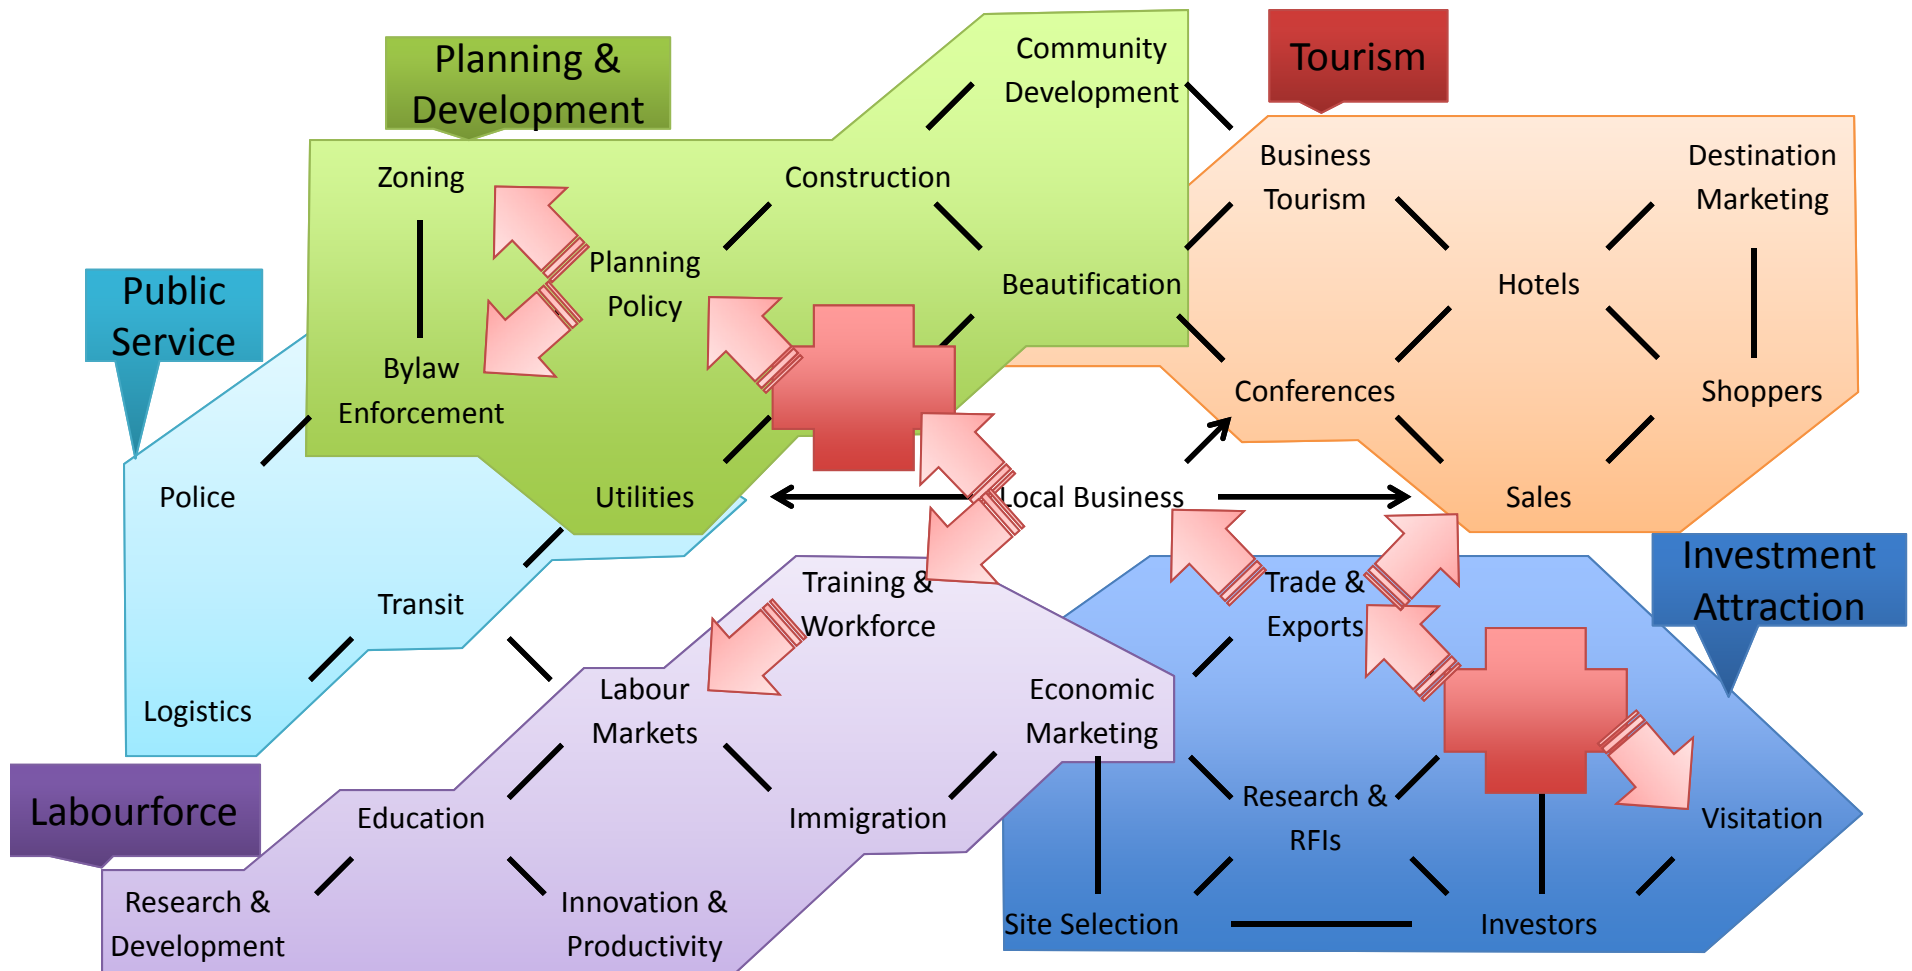 Planning &
Development
Community
Development
Tourism
Zoning
Construction
Business
Tourism
Destination
Marketing
Public
Service
Planning
Policy
Beautification
Hotels
Bylaw
Enforcement
Conferences
Shoppers
Police
Utilities
Local Business
Sales
Investment
Attraction
Transit
Training &
Workforce
Trade &
Exports
Logistics
Labour
Markets
Economic
Marketing
Labourforce
Education
Immigration
Research &
RFIs
Visitation
Research &
Development
Innovation &
Productivity
Site Selection
Investors